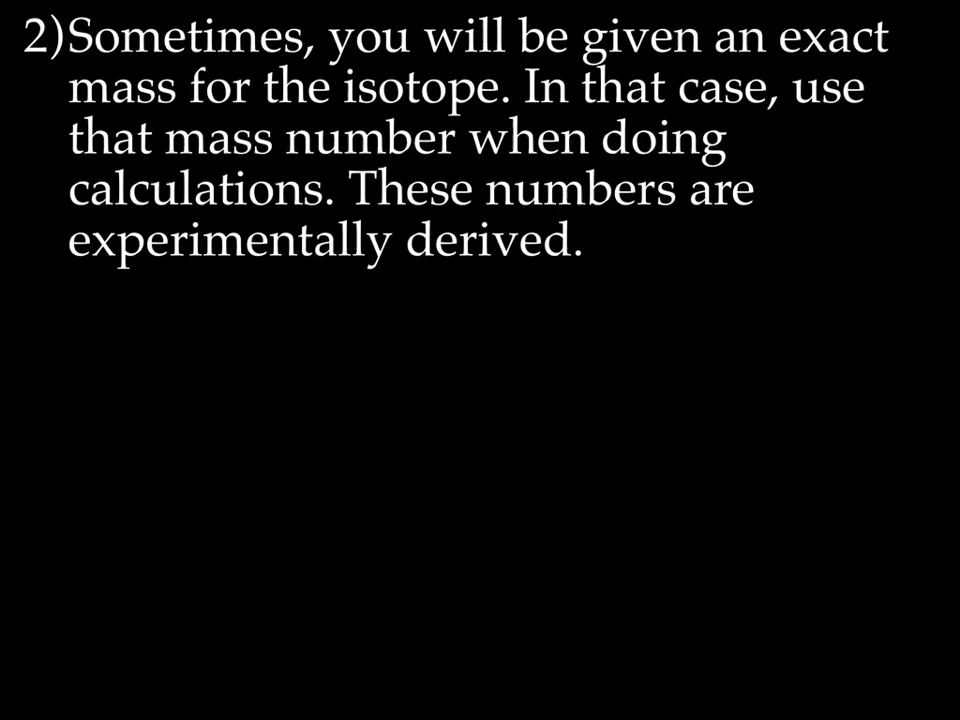 2) Sometimes, you will be given an exact
mass for the isotope. In that case, use
that mass number when doing
calculations. These numbers are
experimentally derived.